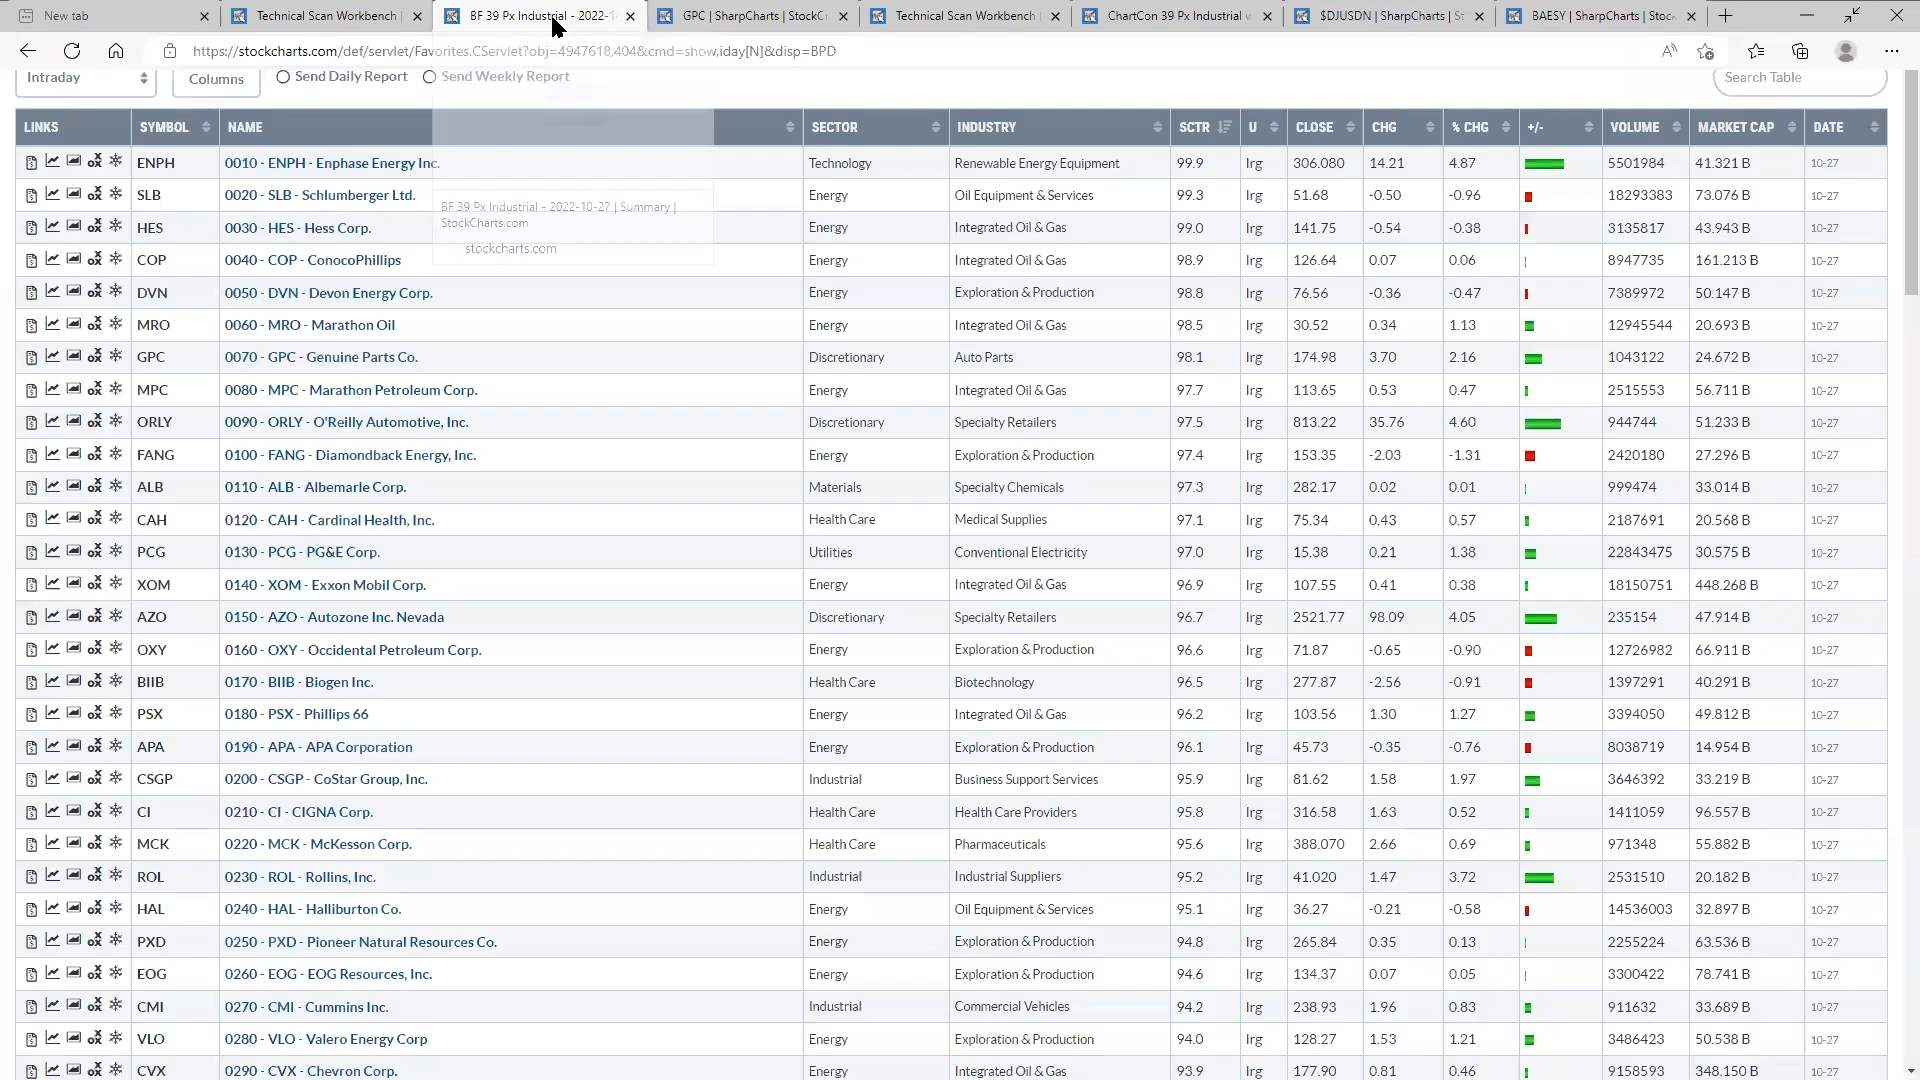 New tab
Technical Scan Workbench |
BF 39 Px Industrial - 2022-1
GPC | SharpCharts | StockC
Technical Scan Workbench
ChartCon 39 Px Industrial
$DJUSDN | SharpCharts | St
BAESY | SharpCharts | Stoc
https://stockcharts.com/def/servlet/Favorites.CServlet?obj=4947618,404&cmd=show,iday[N]&disp=BPD
Intraday Columns Send Daily Report Send Weekly Report Search Table
LINKS SYMBOL NAME SECTOR INDUSTRY SCTR U CLOSE CHG % CHG +/- VOLUME MARKET CAP DATE
ENPH 0010 - ENPH - Enphase Energy Inc. Technology Renewable Energy Equipment 99.9 lrg 306.080 14.21 4.87 5501984 41.321 B 10-27
SLB 0020 - SLB - Schlumberger Ltd. Energy Oil Equipment & Services 99.3 lrg 51.68 -0.50 -0.96 18293383 73.076 B 10-27
BF 39 Px Industrial - 2022-10-27 | Summary |
StockCharts.com
stockcharts.com
HES 0030 - HES - Hess Corp. Energy Integrated Oil & Gas 99.0 lrg 141.75 -0.54 -0.38 3135817 43.943 B 10-27
COP 0040 - COP - ConocoPhillips Energy Integrated Oil & Gas 98.9 lrg 126.64 0.07 0.06 8947735 161.213 B 10-27
DVN 0050 - DVN - Devon Energy Corp. Energy Exploration & Production 98.8 lrg 76.56 -0.36 -0.47 7389972 50.147 B 10-27
MRO 0060 - MRO - Marathon Oil Energy Integrated Oil & Gas 98.5 lrg 30.52 0.34 1.13 12945544 20.693 B 10-27
GPC 0070 - GPC - Genuine Parts Co. Discretionary Auto Parts 98.1 lrg 174.98 3.70 2.16 1043122 24.672 B 10-27
MPC 0080 - MPC - Marathon Petroleum Corp. Energy Integrated Oil & Gas 97.7 lrg 113.65 0.53 0.47 2515553 56.711 B 10-27
ORLY 0090 - ORLY - O'Reilly Automotive, Inc. Discretionary Specialty Retailers 97.5 lrg 813.22 35.76 4.60 944744 51.233 B 10-27
FANG 0100 - FANG - Diamondback Energy, Inc. Energy Exploration & Production 97.4 lrg 153.35 -2.03 -1.31 2420180 27.296 B 10-27
ALB 0110 - ALB - Albemarle Corp. Materials Specialty Chemicals 97.3 lrg 282.17 0.02 0.01 999474 33.014 B 10-27
CAH 0120 - CAH - Cardinal Health, Inc. Health Care Medical Supplies 97.1 lrg 75.34 0.43 0.57 2187691 20.568 B 10-27
PCG 0130 - PCG - PG&E Corp. Utilities Conventional Electricity 97.0 lrg 15.38 0.21 1.38 22843475 30.575 B 10-27
XOM 0140 - XOM - Exxon Mobil Corp. Energy Integrated Oil & Gas 96.9 lrg 107.55 0.41 0.38 18150751 448.268 B 10-27
AZO 0150 - AZO - Autozone Inc. Nevada Discretionary Specialty Retailers 96.7 lrg 2521.77 98.09 4.05 235154 47.914 B 10-27
OXY 0160 - OXY - Occidental Petroleum Corp. Energy Exploration & Production 96.6 lrg 71.87 -0.65 -0.90 12726982 66.911 B 10-27
BIIB 0170 - BIIB - Biogen Inc. Health Care Biotechnology 96.5 lrg 277.87 -2.56 -0.91 1397291 40.291 B 10-27
PSX 0180 - PSX - Phillips 66 Energy Integrated Oil & Gas 96.2 lrg 103.56 1.30 1.27 3394050 49.812 B 10-27
APA 0190 - APA - APA Corporation Energy Exploration & Production 96.1 lrg 45.73 -0.35 -0.76 8038719 14.954 B 10-27
CSGP 0200 - CSGP - CoStar Group, Inc. Industrial Business Support Services 95.9 lrg 81.62 1.58 1.97 3646392 33.219 B 10-27
CI 0210 - CI - CIGNA Corp. Health Care Health Care Providers 95.8 lrg 316.58 1.63 0.52 1411059 96.557 B 10-27
MCK 0220 - MCK - McKesson Corp. Health Care Pharmaceuticals 95.6 lrg 388.070 2.66 0.69 971348 55.882 B 10-27
ROL 0230 - ROL - Rollins, Inc. Industrial Industrial Suppliers 95.2 lrg 41.020 1.47 3.72 2531510 20.182 B 10-27
HAL 0240 - HAL - Halliburton Co. Energy Oil Equipment & Services 95.1 lrg 36.27 -0.21 -0.58 14536003 32.897 B 10-27
PXD 0250 - PXD - Pioneer Natural Resources Co. Energy Exploration & Production 94.8 lrg 265.84 0.35 0.13 2255224 63.536 B 10-27
EOG 0260 - EOG - EOG Resources, Inc. Energy Exploration & Production 94.6 lrg 134.37 0.07 0.05 3300422 78.741 B 10-27
CMI 0270 - CMI - Cummins Inc. Industrial Commercial Vehicles 94.2 lrg 238.93 1.96 0.83 911632 33.689 B 10-27
VLO 0280 - VLO - Valero Energy Corp Energy Integrated Oil & Gas 94.0 lrg 128.27 1.53 1.21 3486423 50.538 B 10-27
CVX 0290 - CVX - Chevron Corp. Energy Integrated Oil & Gas 93.9 lrg 177.90 0.81 0.46 9158593 348.150 B 10-27